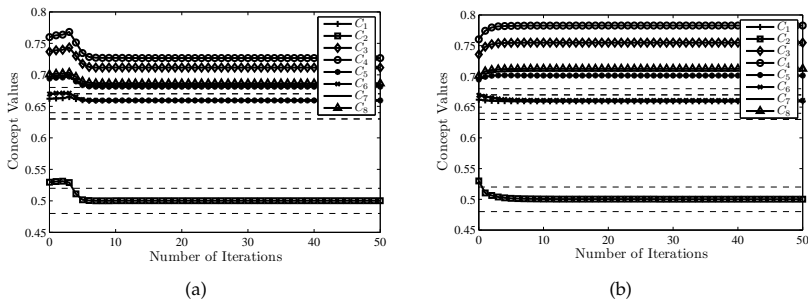 0.8
0.75
0.7
0.65
0.6
0.55
0.5
0.45
0
10
20
30
40
50
Concept Values
Number of Iterations
C₁
C₂
C₃
C₄
C₅
C₆
C₇
C₈
(a)
0.8
0.75
0.7
0.65
0.6
0.55
0.5
0.45
0
10
20
30
40
50
Concept Values
Number of Iterations
C₁
C₂
C₃
C₄
C₅
C₆
C₇
C₈
(b)